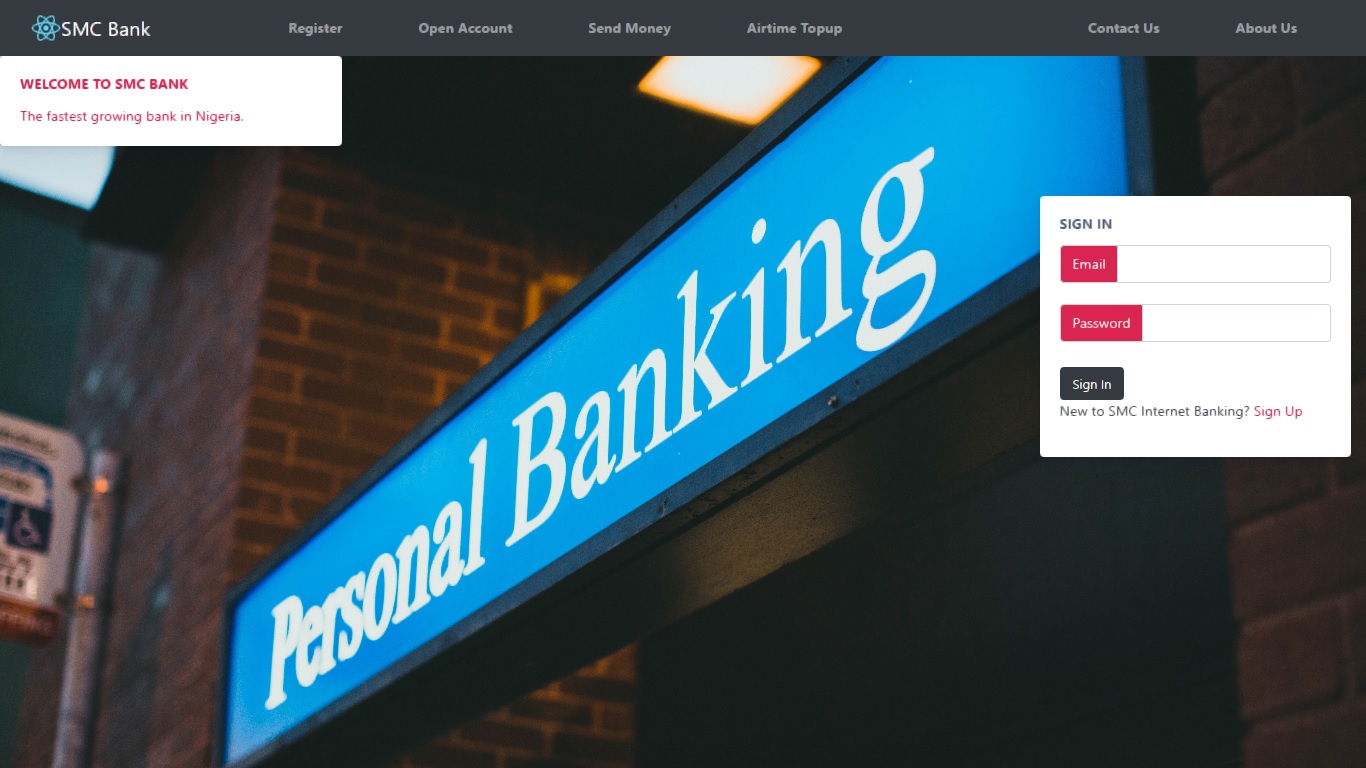 SMC Bank
Register
Open Account
Send Money
Airtime Topup
Contact Us
About Us
WELCOME TO SMC BANK
The fastest growing bank in Nigeria.
Personal Banking
SIGN IN
Email
Password
Sign In
New to SMC Internet Banking? Sign Up